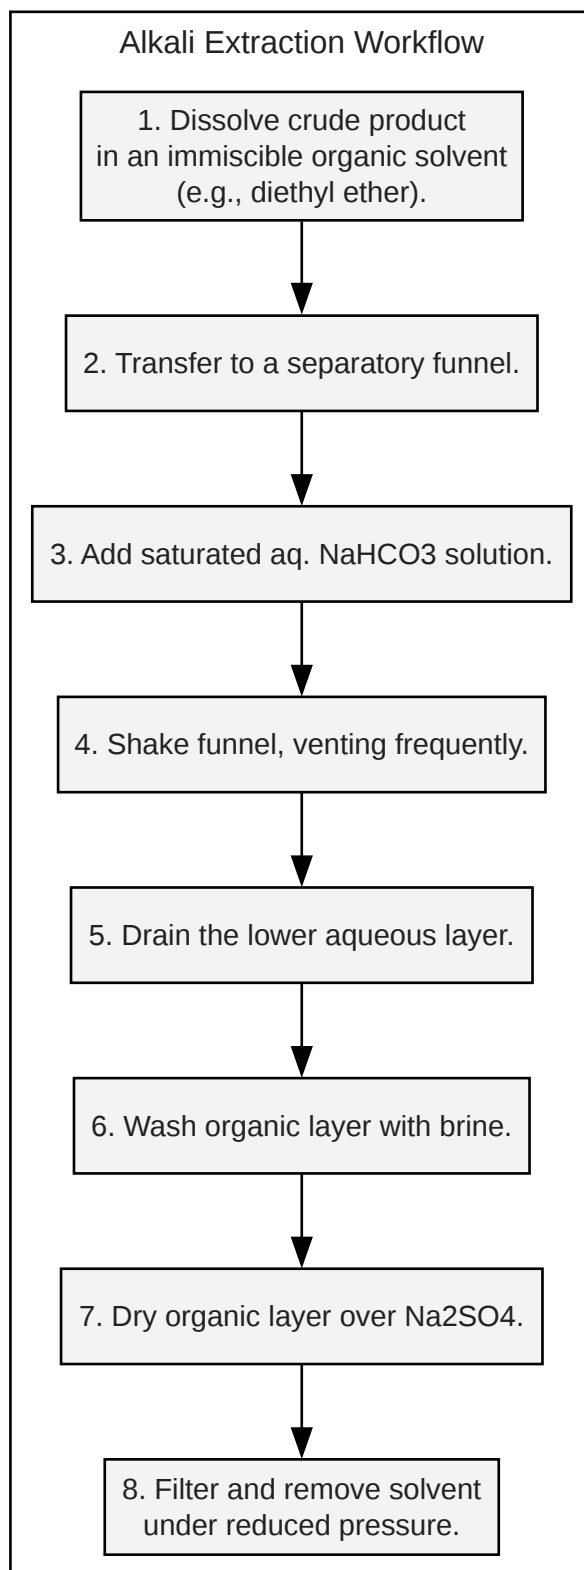 Alkali Extraction Workflow
1. Dissolve crude product
in an immiscible organic solvent
(e.g., diethyl ether).
2. Transfer to a separatory funnel.
3. Add saturated aq. NaHCO3 solution.
4. Shake funnel, venting frequently.
5. Drain the lower aqueous layer.
6. Wash organic layer with brine.
7. Dry organic layer over Na2SO4.
8. Filter and remove solvent
under reduced pressure.